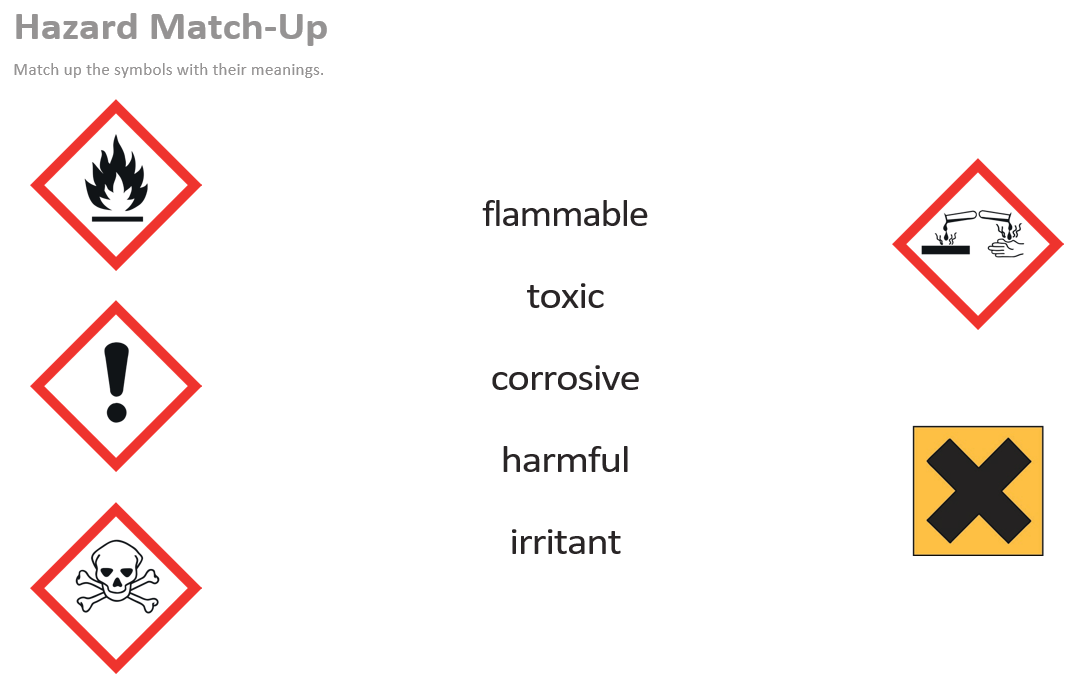 Hazard Match-Up
Match up the symbols with their meanings.
flammable
toxic
corrosive
harmful
irritant